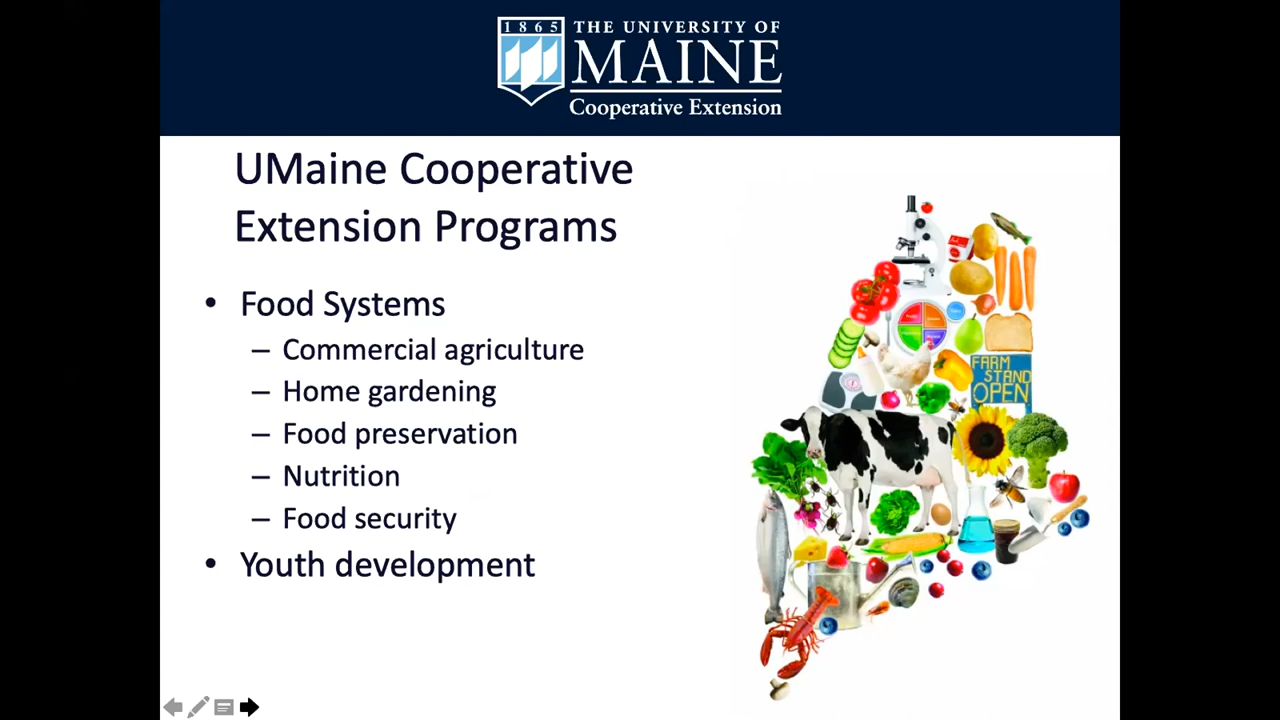 1865
THE UNIVERSITY OF
MAINE
Cooperative Extension
UMaine Cooperative
Extension Programs
• Food Systems
– Commercial agriculture
– Home gardening
– Food preservation
– Nutrition
– Food security
• Youth development
FARM
STAND
OPEN